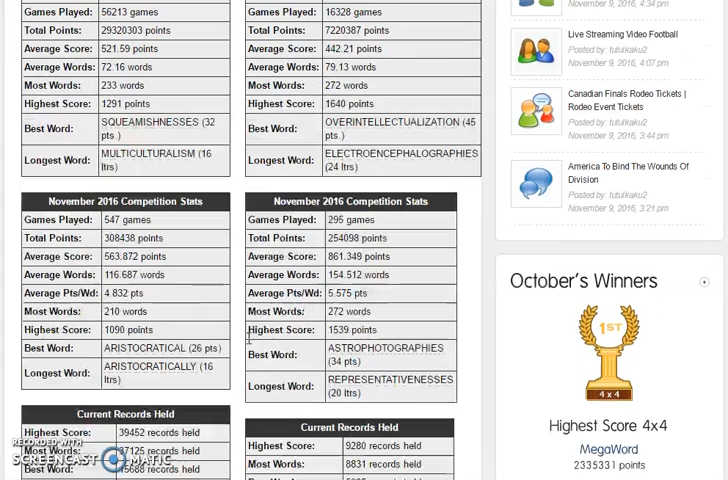 Games Played: 56213 games
Total Points: 29320303 points
Average Score: 521.59 points
Average Words: 72.16 words
Most Words: 233 words
Highest Score: 1291 points
Best Word: SQUEAMISHNESSES (32
pts.)
Longest Word: MULTICULTURALISM (16
ltrs)
Games Played: 16328 games
Total Points: 7220387 points
Average Score: 442.21 points
Average Words: 79.13 words
Most Words: 272 words
Highest Score: 1640 points
Best Word: OVERINTELLECTUALIZATION (45
pts.)
Longest Word: ELECTROENCEPHALOGRAPHIES
(24 ltrs)
November 2016 Competition Stats
Games Played: 547 games
Total Points: 308438 points
Average Score: 563.872 points
Average Words: 116.687 words
Average Pts/Wd: 4.832 pts
Most Words: 210 words
Highest Score: 1090 points
Best Word: ARISTOCRATICAL (26 pts)
Longest Word: ARISTOCRATICALLY (16
ltrs)
November 2016 Competition Stats
Games Played: 295 games
Total Points: 254098 points
Average Score: 861.349 points
Average Words: 154.512 words
Average Pts/Wd: 5.575 pts
Most Words: 272 words
Highest Score: 1539 points
Best Word: ASTROPHOTOGRAPHIES
(34 pts)
Longest Word: REPRESENTATIVENESSES
(20 ltrs)
Current Records Held
Highest Score: 39452 records held
Most Words: 37125 records held
Best Word: 15688 records held
Current Records Held
Highest Score: 9280 records held
Most Words: 8831 records held
RECORDED WITH
SCREENCAST MATIC
November 9, 2016, 4:34 pm
Live Streaming Video Football
Posted by: tutulikaku2
November 9, 2016, 4:07 pm
Canadian Finals Rodeo Tickets |
Rodeo Event Tickets
Posted by: tutulikaku2
November 9, 2016, 3:44 pm
America To Bind The Wounds Of
Division
Posted by: tutulikaku2
November 9, 2016, 3:21 pm
October's Winners
1ST
4 x 4
Highest Score 4x4
MegaWord
2335331 points